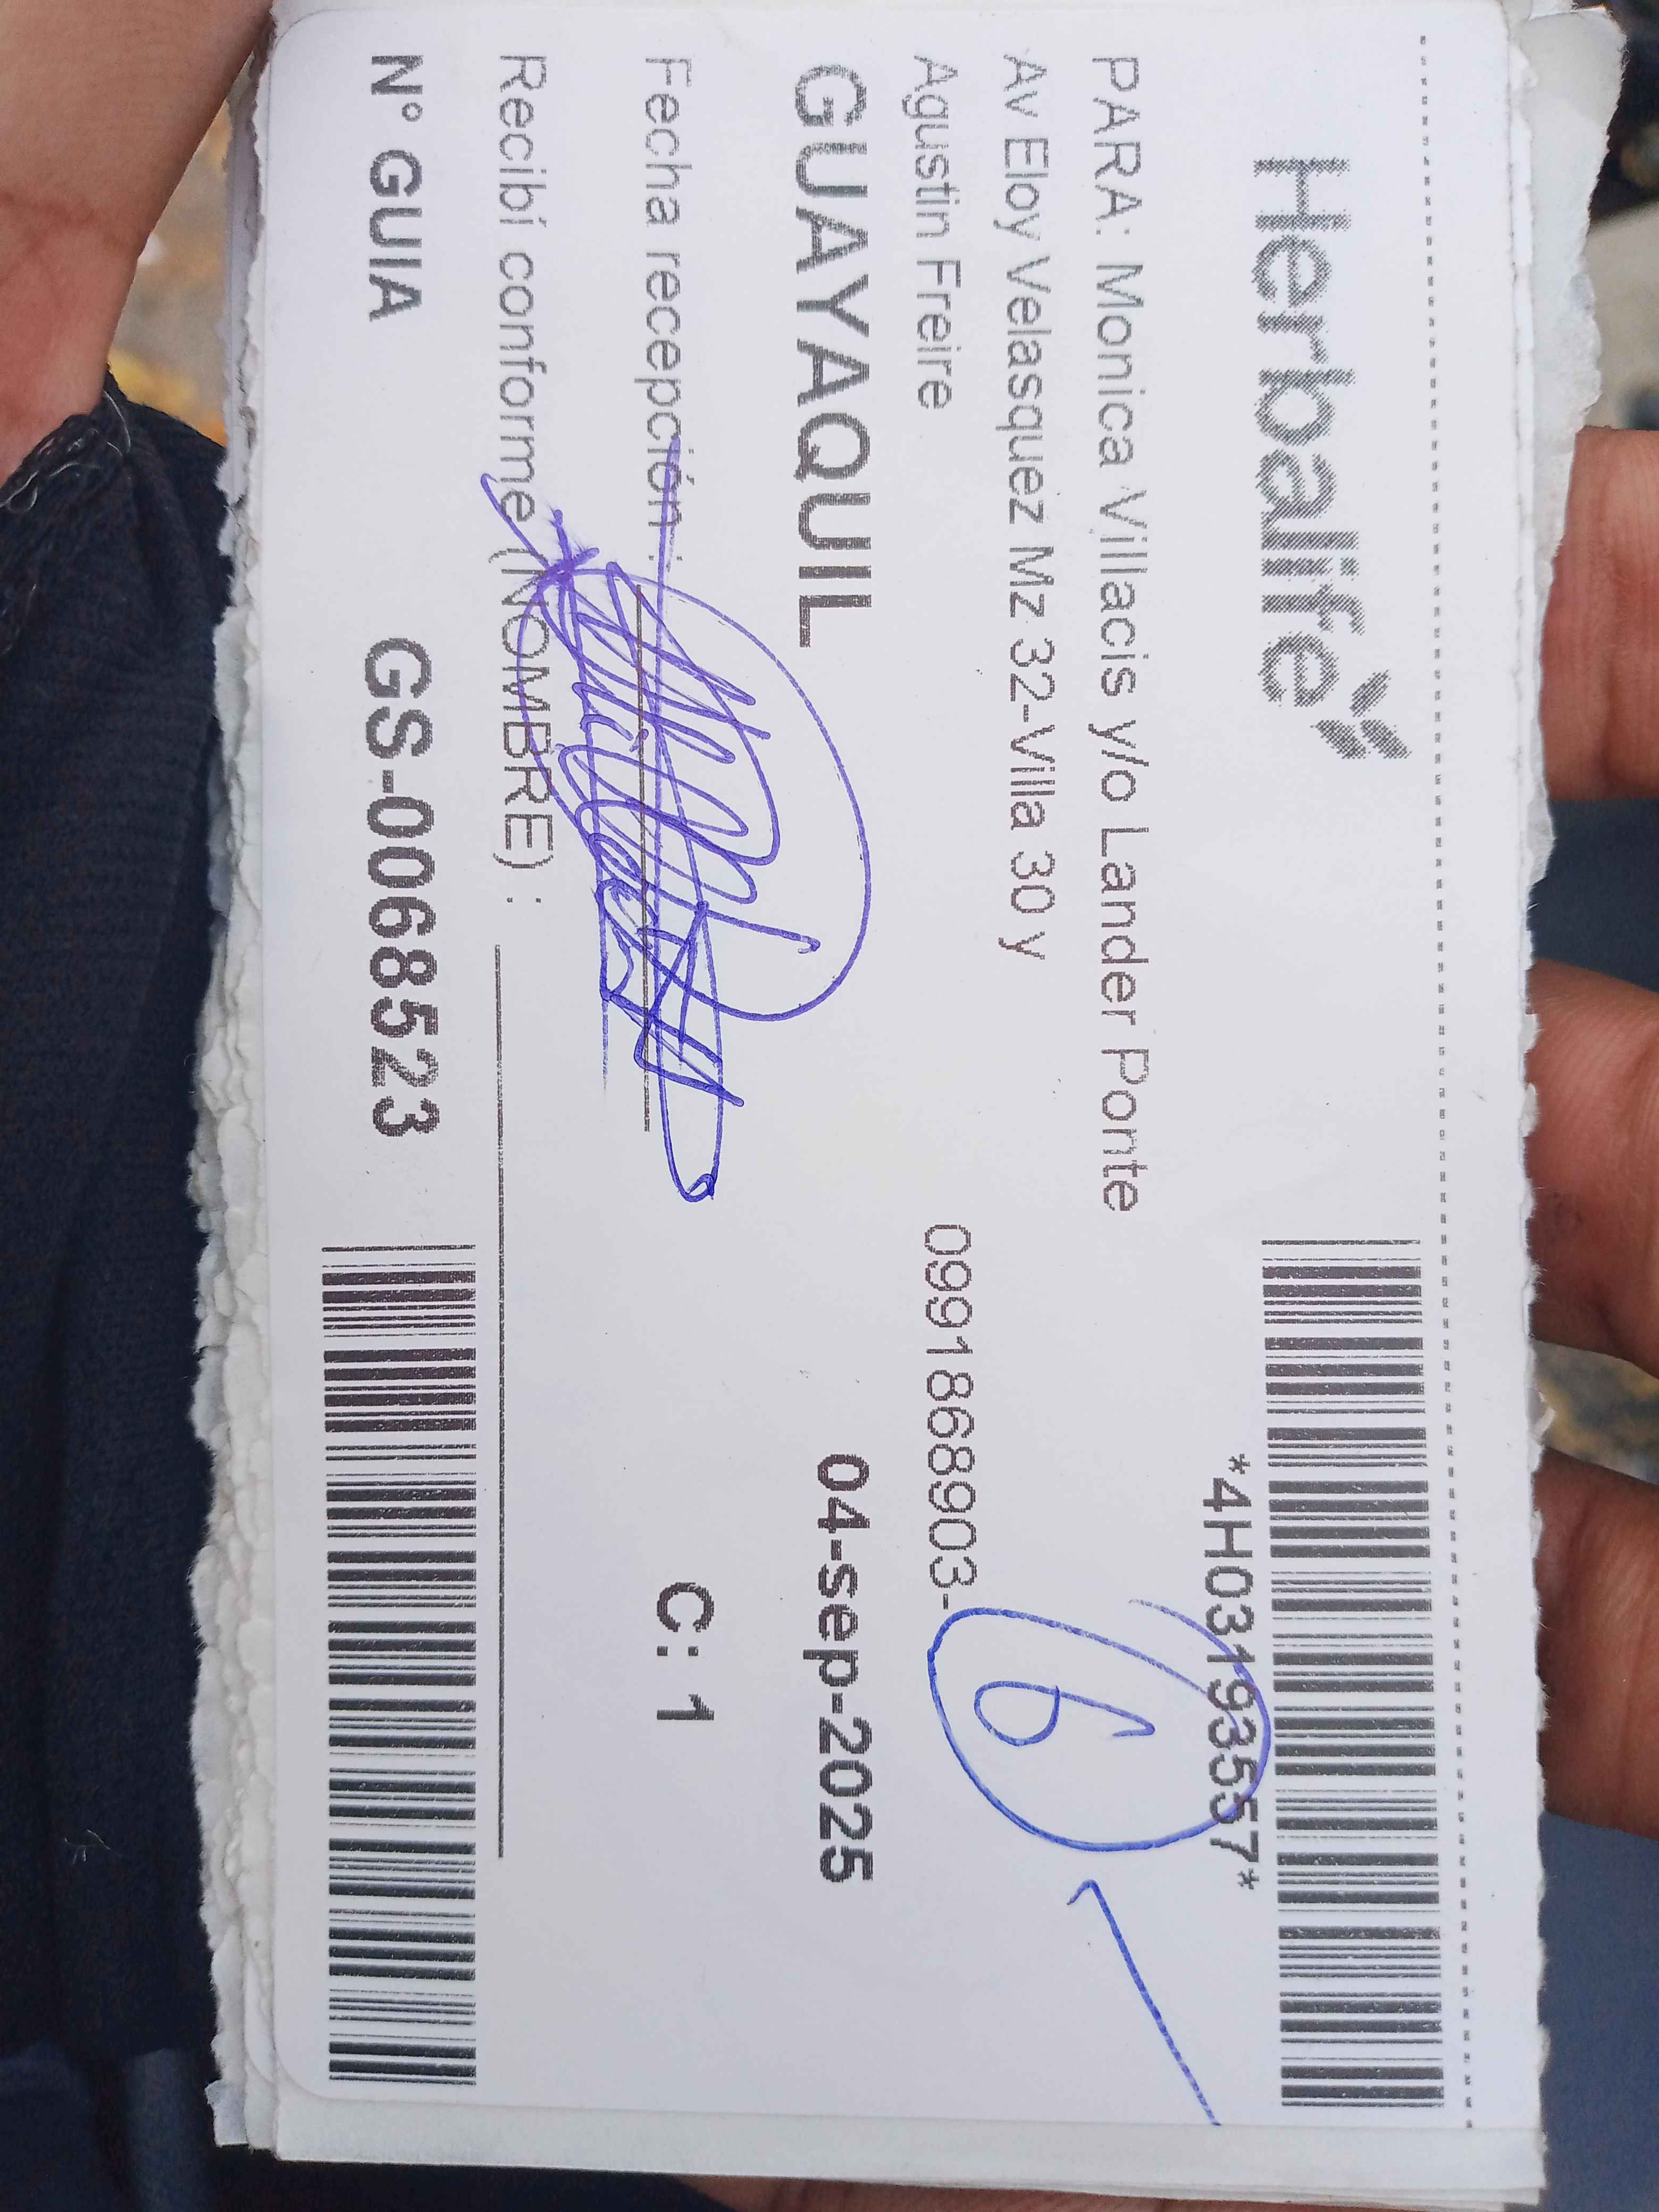 Herbalife
*4H03193557*
PARA: Monica Villacis y/o Lander Ponte
Av Eloy Velasquez Mz 32-Villa 30 y
Agustin Freire
0991868903-
6
GUAYAQUIL
04-sep-2025
Fecha recepción :
C: 1
Recibí conforme (NOMBRE) :
N° GUIA
GS-0068523